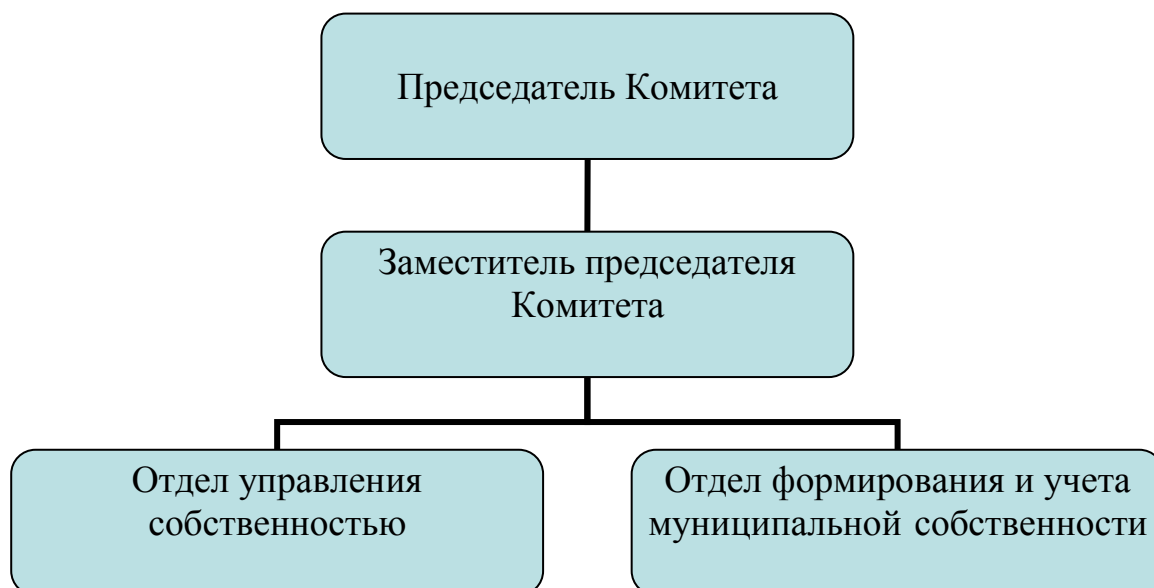 Председатель Комитета
Заместитель председателя
Комитета
Отдел управления
собственностью
Отдел формирования и учета
муниципальной собственности